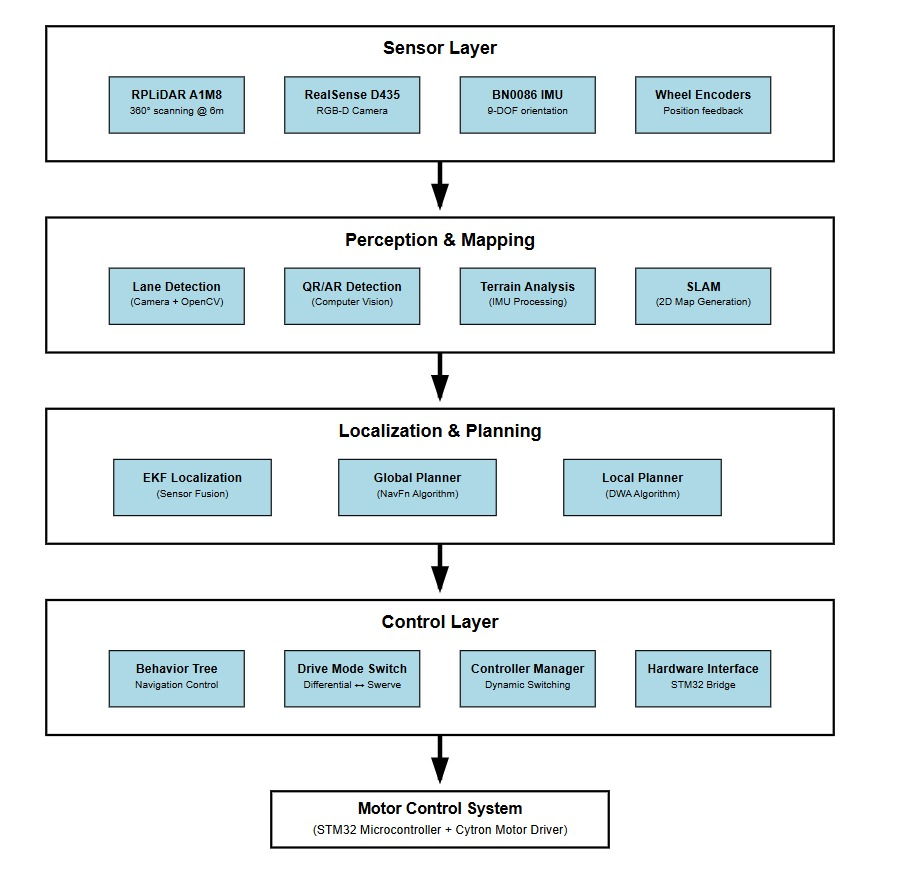 Sensor Layer
RPLiDAR A1M8
360° scanning @ 6m
RealSense D435
RGB-D Camera
BN0086 IMU
9-DOF orientation
Wheel Encoders
Position feedback
Perception & Mapping
Lane Detection
(Camera + OpenCV)
QR/AR Detection
(Computer Vision)
Terrain Analysis
(IMU Processing)
SLAM
(2D Map Generation)
Localization & Planning
EKF Localization
(Sensor Fusion)
Global Planner
(NavFn Algorithm)
Local Planner
(DWA Algorithm)
Control Layer
Behavior Tree
Navigation Control
Drive Mode Switch
Differential ↔ Swerve
Controller Manager
Dynamic Switching
Hardware Interface
STM32 Bridge
Motor Control System
(STM32 Microcontroller + Cytron Motor Driver)